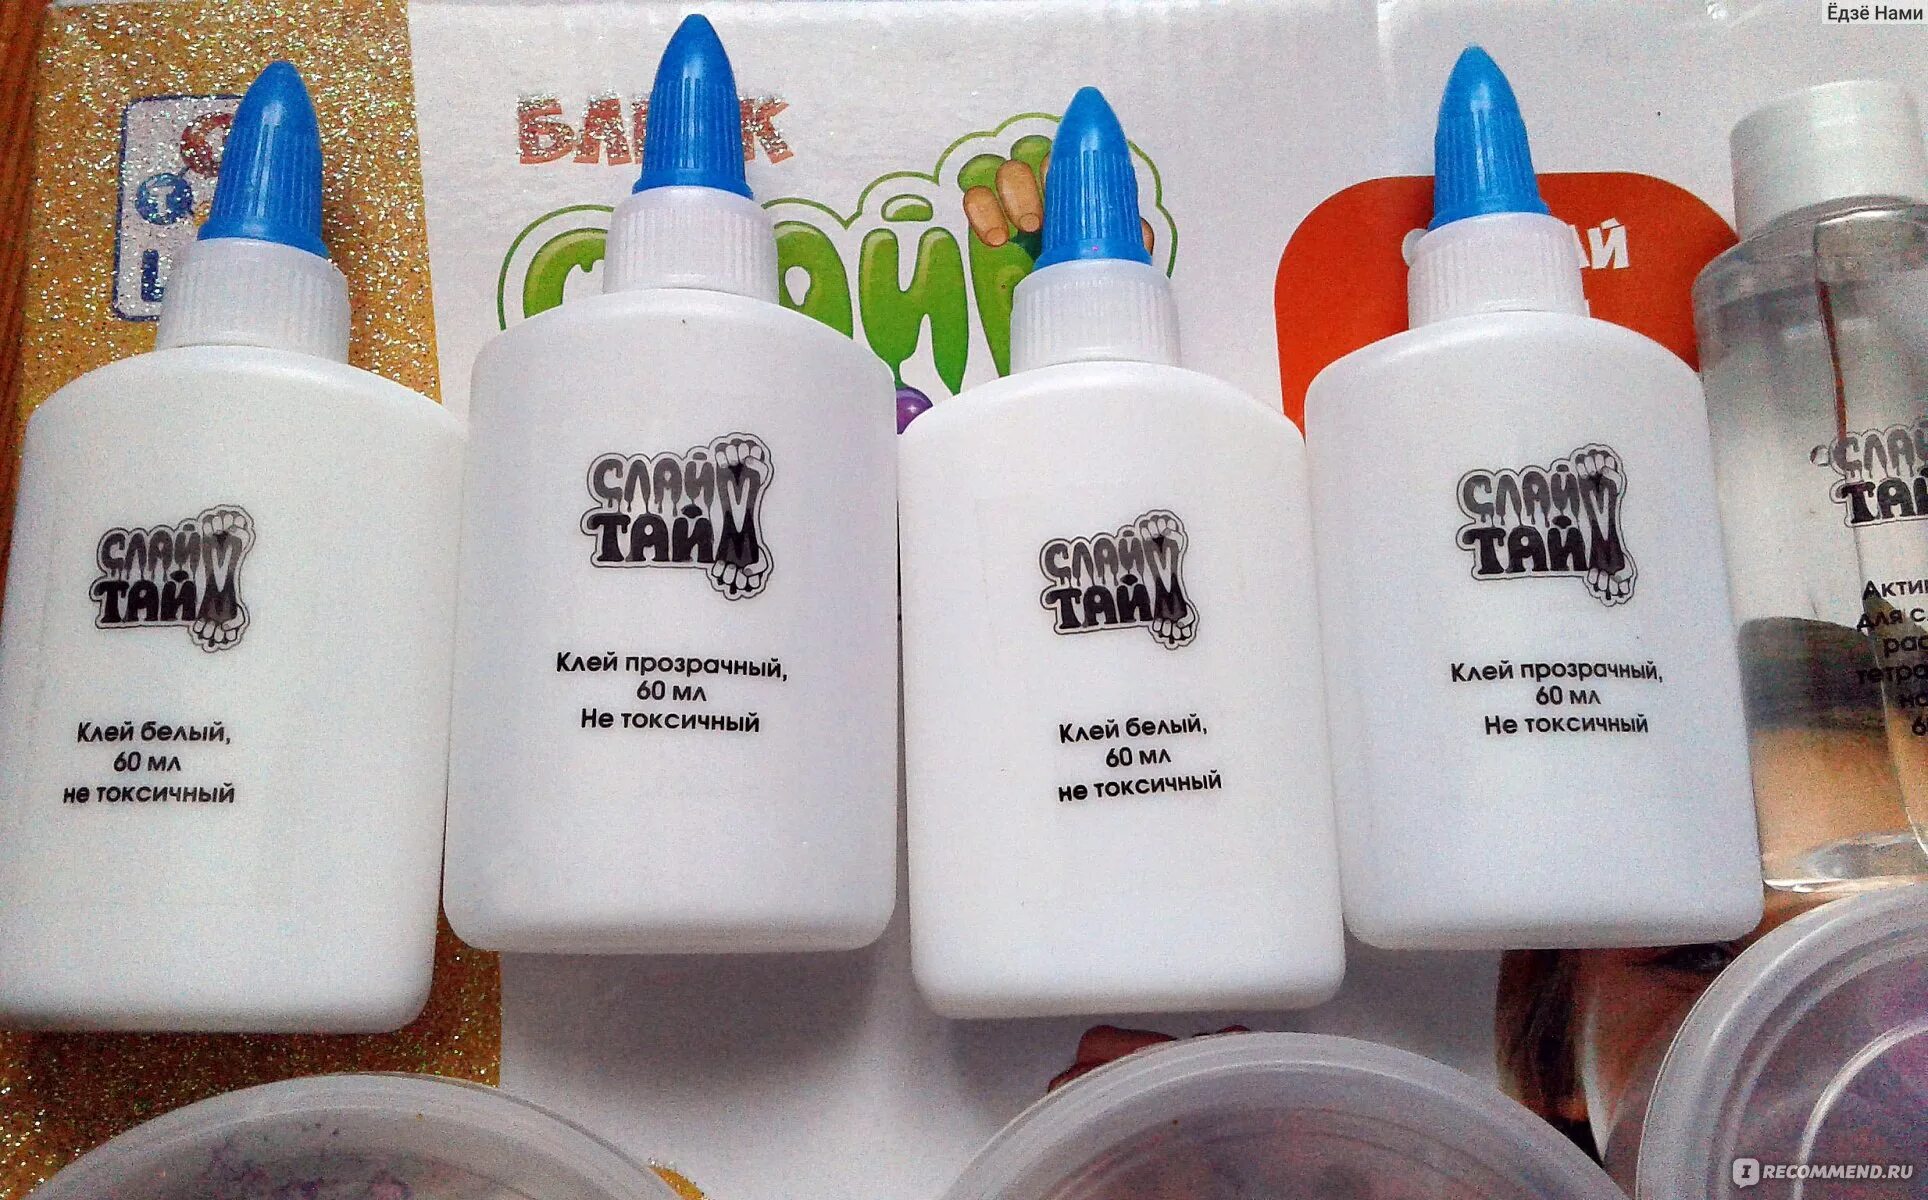 Ёдзё Нами
СЛАЙМ
ТАЙМ
Клей белый,
60 мл
не токсичный
СЛАЙМ
ТАЙМ
Клей прозрачный,
60 мл
Не токсичный
СЛАЙМ
ТАЙМ
Клей белый,
60 мл
не токсичный
СЛАЙМ
ТАЙМ
Клей прозрачный,
60 мл
Не токсичный
I RECOMMEND.RU